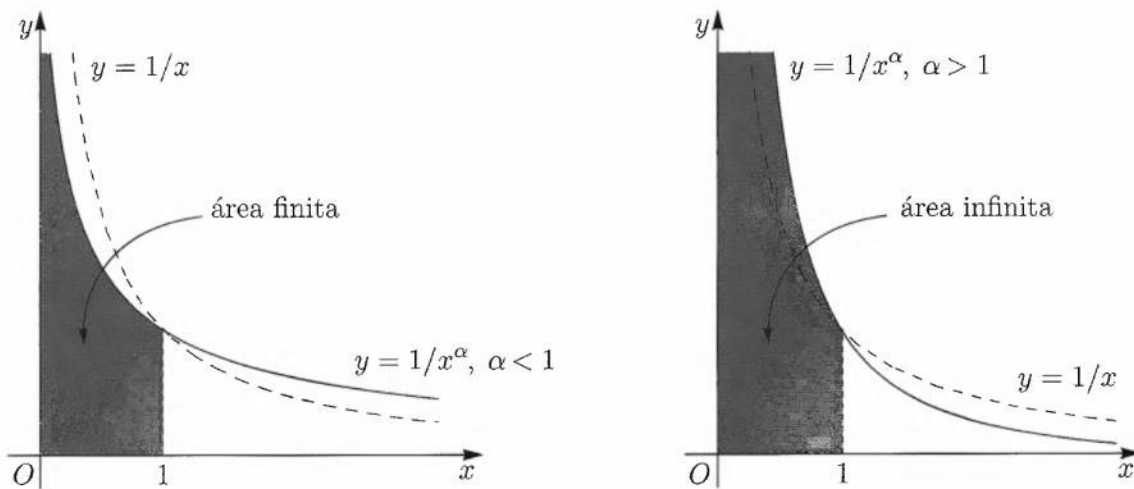 y
y = 1/x
área finita
y = 1/x^α, α < 1
O
1
x
y
y = 1/x^α, α > 1
área infinita
y = 1/x
O
1
x